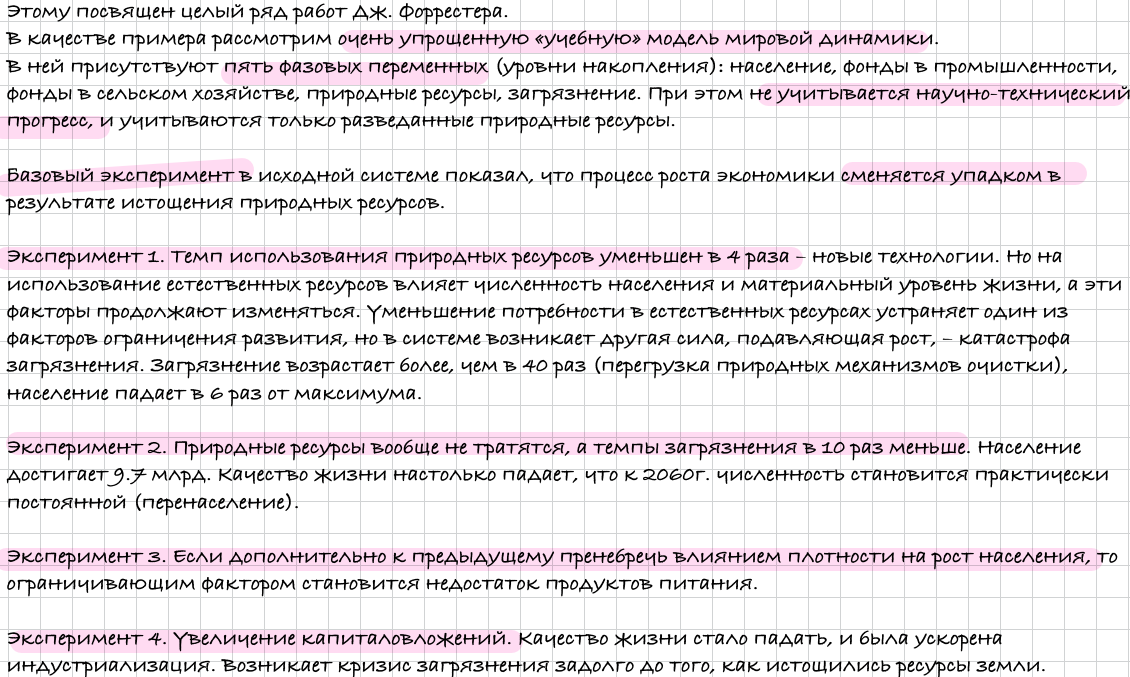 Этому посвящен целый ряд работ Дж. Форрестера.
В качестве примера рассмотрим очень упрощенную «учебную» модель мировой динамики.
В ней присутствуют пять фазовых переменных (уровни накопления): население, фонды в промышленности,
фонды в сельском хозяйстве, природные ресурсы, загрязнение. При этом не учитывается научно-технический
прогресс, и учитываются только разведанные природные ресурсы.
Базовый эксперимент в исходной системе показал, что процесс роста экономики сменяется упадком в
результате истощения природных ресурсов.
Эксперимент 1. Темп использования природных ресурсов уменьшен в 4 раза – новые технологии. Но на
использование естественных ресурсов влияет численность населения и материальный уровень жизни, а эти
факторы продолжают изменяться. Уменьшение потребности в естественных ресурсах устраняет один из
факторов ограничения развития, но в системе возникает другая сила, подавляющая рост, – катастрофа
загрязнения. Загрязнение возрастает более, чем в 40 раз (перегрузка природных механизмов очистки),
население падает в 6 раз от максимума.
Эксперимент 2. Природные ресурсы вообще не тратятся, а темпы загрязнения в 10 раз меньше. Население
достигает 9.7 млрд. Качество жизни настолько падает, что к 2060г. численность становится практически
постоянной (перенаселение).
Эксперимент 3. Если дополнительно к предыдущему пренебречь влиянием плотности на рост населения, то
ограничивающим фактором становится недостаток продуктов питания.
Эксперимент 4. Увеличение капиталовложений. Качество жизни стало падать, и была ускорена
индустриализация. Возникает кризис загрязнения задолго до того, как истощились ресурсы земли.